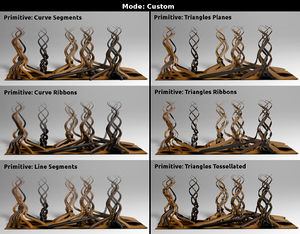 Mode: Custom
Primitive: Curve Segments
Primitive: Triangles Planes
Primitive: Curve Ribbons
Primitive: Triangles Ribbons
Primitive: Line Segments
Primitive: Triangles Tessellated